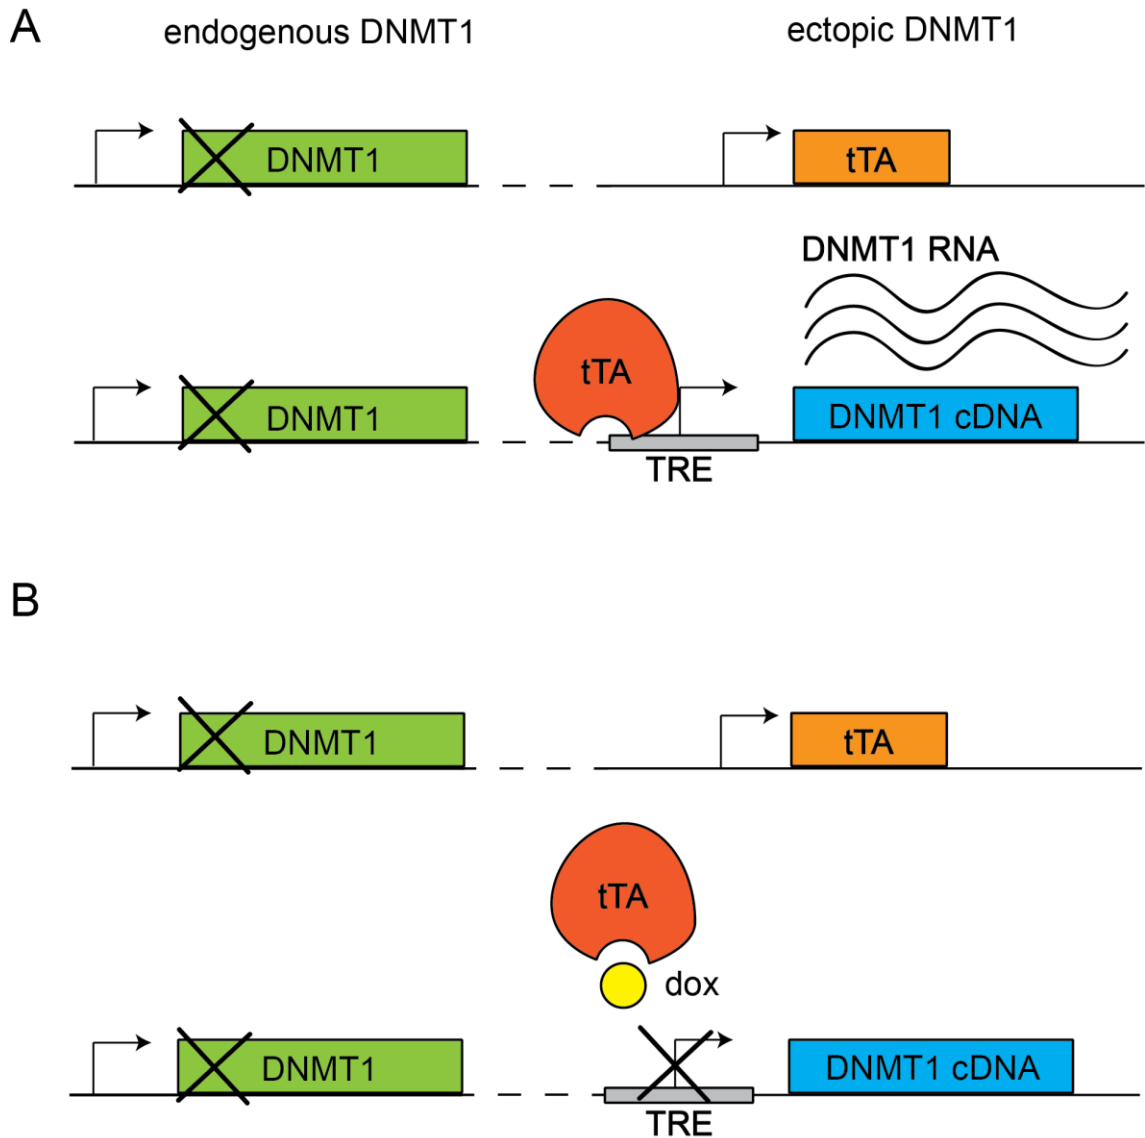 A
endogenous DNMT1
ectopic DNMT1
DNMT1
tTA
DNMT1 RNA
tTA
DNMT1
DNMT1 cDNA
TRE
B
DNMT1
tTA
tTA
dox
DNMT1
DNMT1 cDNA
TRE